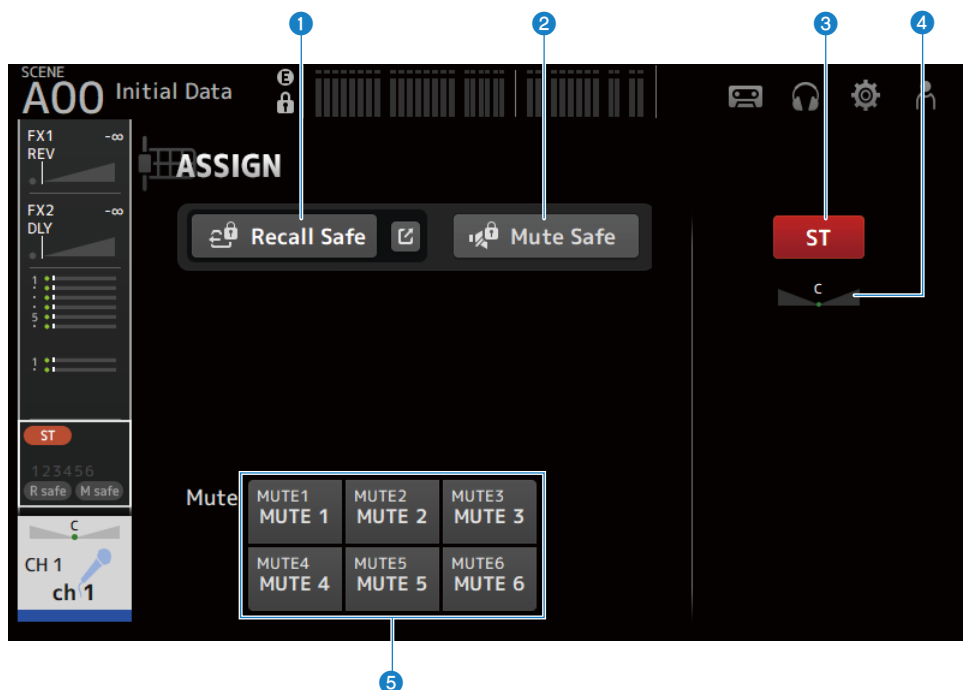 1 2 3 4
SCENE
A00 Initial Data E
FX1 -∞
REV
ASSIGN
FX2 -∞
DLY
Recall Safe Mute Safe ST
C
1
5
1
ST
123456
R safe M safe
Mute MUTE1 MUTE2 MUTE3
MUTE 1 MUTE 2 MUTE 3
C
CH 1
ch 1
MUTE4 MUTE5 MUTE6
MUTE 4 MUTE 5 MUTE 6
5